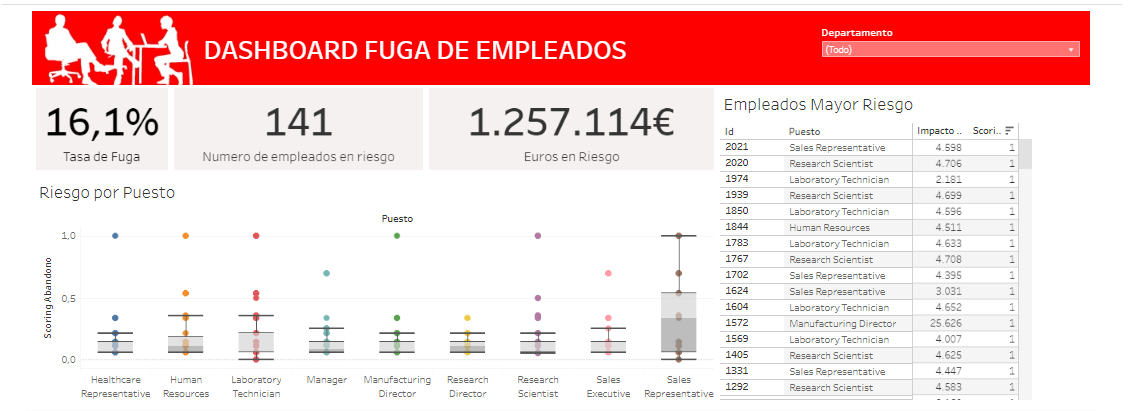 DASHBOARD FUGA DE EMPLEADOS
Departamento
(Todo)
16,1%
Tasa de Fuga
141
Numero de empleados en riesgo
1.257.114€
Euros en Riesgo
Riesgo por Puesto
Puesto
Scoring Abandono
1,0
0,5
0,0
Healthcare Representative
Human Resources
Laboratory Technician
Manager
Manufacturing Director
Research Director
Research Scientist
Sales Executive
Sales Representative
Empleados Mayor Riesgo
Id Puesto Impacto .. Scori..
2021 Sales Representative 4.598 1
2020 Research Scientist 4.706 1
1974 Laboratory Technician 2.181 1
1939 Research Scientist 4.699 1
1850 Laboratory Technician 4.596 1
1844 Human Resources 4.511 1
1783 Laboratory Technician 4.633 1
1767 Research Scientist 4.708 1
1702 Sales Representative 4.395 1
1624 Sales Representative 3.031 1
1604 Laboratory Technician 4.652 1
1572 Manufacturing Director 25.626 1
1569 Laboratory Technician 4.007 1
1405 Research Scientist 4.625 1
1331 Sales Representative 4.447 1
1292 Research Scientist 4.583 1